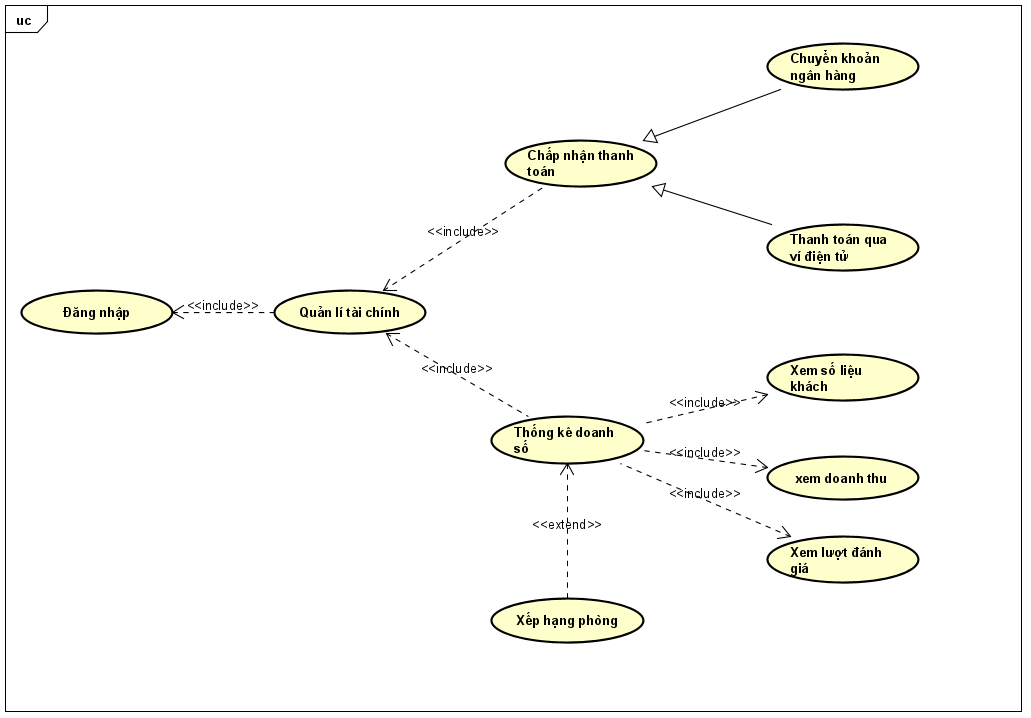 uc
Chuyển khoản
ngân hàng
Chấp nhận thanh
toán
<<include>>
Thanh toán qua
ví điện tử
Đăng nhập
<<include>>
Quản lí tài chính
<<include>>
Xem số liệu
khách
<<include>>
Thống kê doanh
số
<<include>>
xem doanh thu
<<include>>
Xem lượt đánh
giá
<<extend>>
Xếp hạng phòng